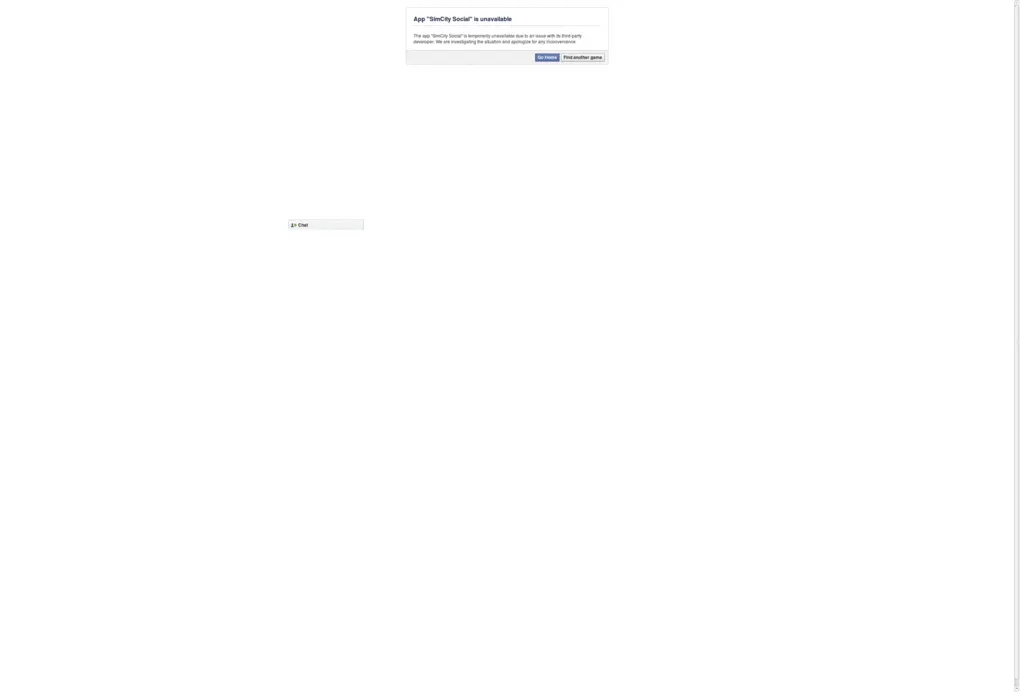 App "SimCity Social" is unavailable
The app "SimCity Social" is temporarily unavailable due to an issue with its third-party
developer. We are investigating the situation and apologize for any inconvenience.
Go Home
Find another game
Chat